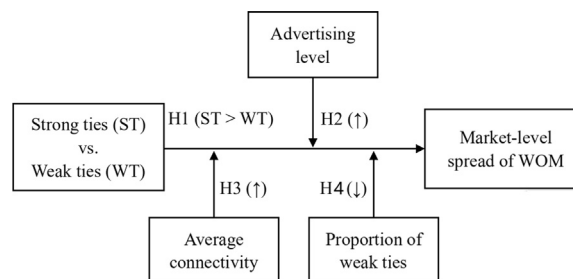 Advertising
level
Strong ties (ST)
vs.
Weak ties (WT)
H1 (ST > WT)
H2 (↑)
Market-level
spread of WOM
H3 (↑)
H4 (↓)
Average
connectivity
Proportion of
weak ties